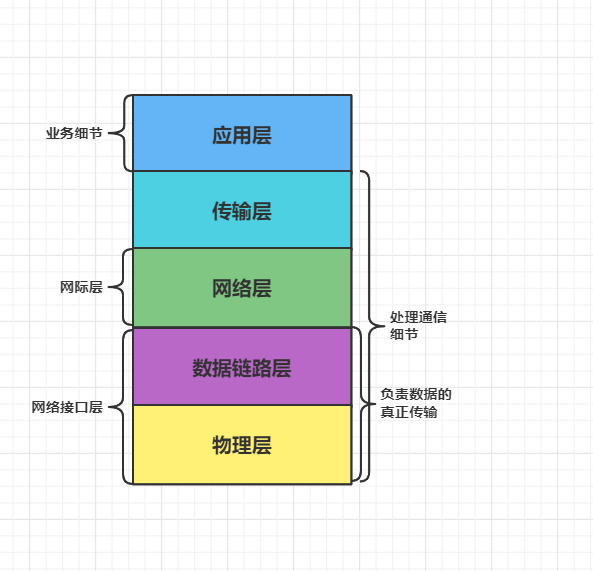 业务细节
应用层
传输层
网际层
网络层
处理通信
细节
数据链路层
网络接口层
负责数据的
真正传输
物理层